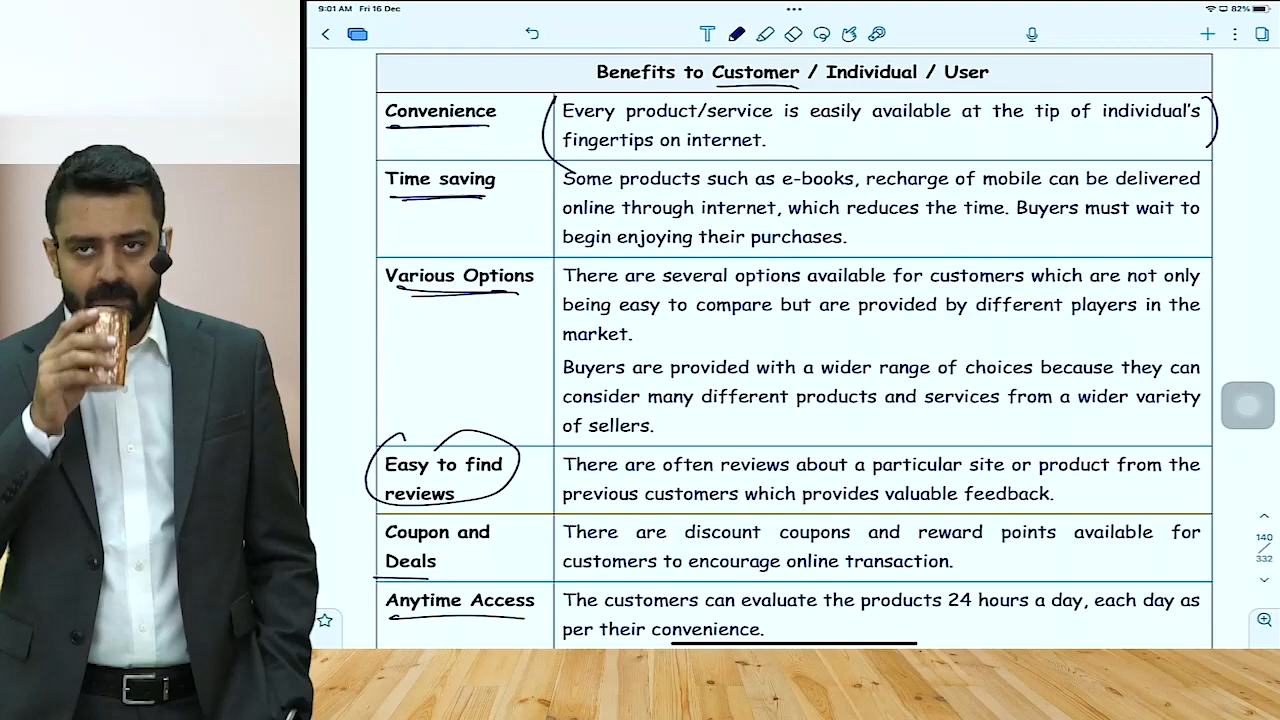 9:01 AM Fri 16 Dec
82%
T
Benefits to Customer / Individual / User
Convenience
Every product/service is easily available at the tip of individual's
fingertips on internet.
Time saving
Some products such as e-books, recharge of mobile can be delivered
online through internet, which reduces the time. Buyers must wait to
begin enjoying their purchases.
Various Options
There are several options available for customers which are not only
being easy to compare but are provided by different players in the
market.
Buyers are provided with a wider range of choices because they can
consider many different products and services from a wider variety
of sellers.
Easy to find
reviews
There are often reviews about a particular site or product from the
previous customers which provides valuable feedback.
Coupon and
Deals
There are discount coupons and reward points available for
customers to encourage online transaction.
Anytime Access
The customers can evaluate the products 24 hours a day, each day as
per their convenience.
140
332